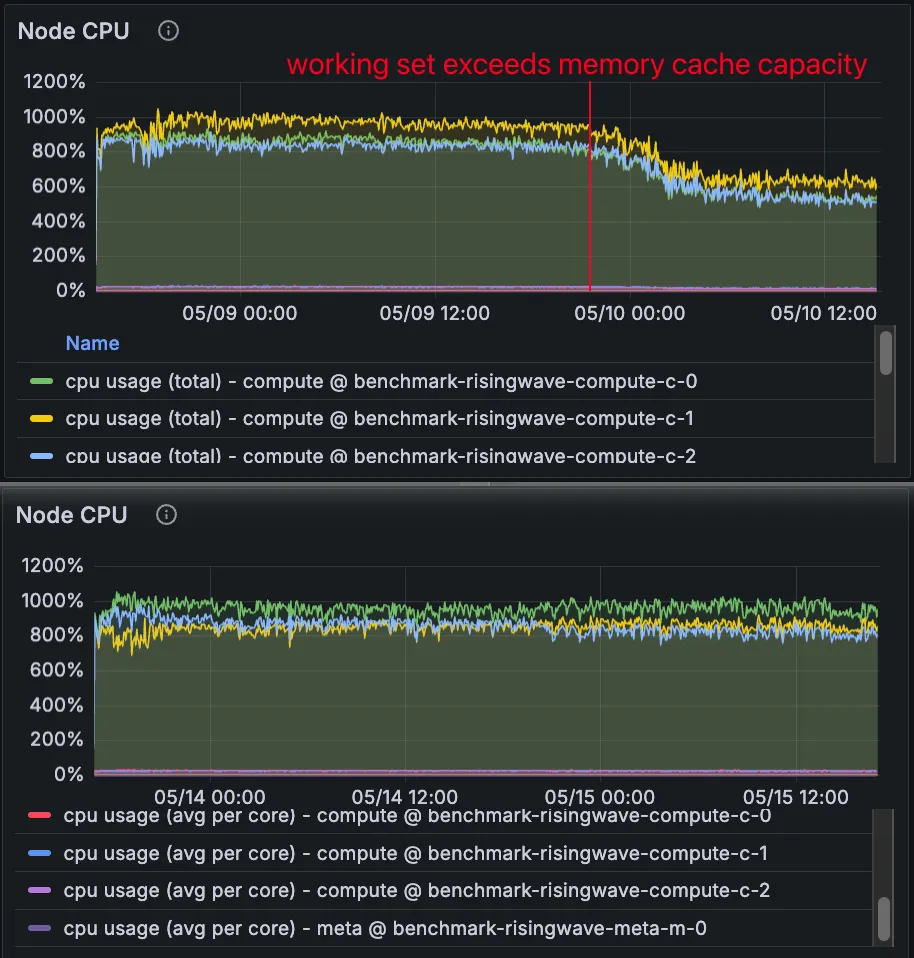 Node CPU
working set exceeds memory cache capacity
1200%
1000%
800%
600%
400%
200%
0%
05/09 00:00 05/09 12:00 05/10 00:00 05/10 12:00
Name
cpu usage (total) - compute @ benchmark-risingwave-compute-c-0
cpu usage (total) - compute @ benchmark-risingwave-compute-c-1
cpu usage (total) - compute @ benchmark-risingwave-compute-c-2
Node CPU
1200%
1000%
800%
600%
400%
200%
0%
05/14 00:00 05/14 12:00 05/15 00:00 05/15 12:00
cpu usage (avg per core) - compute @ benchmark-risingwave-compute-c-0
cpu usage (avg per core) - compute @ benchmark-risingwave-compute-c-1
cpu usage (avg per core) - compute @ benchmark-risingwave-compute-c-2
cpu usage (avg per core) - meta @ benchmark-risingwave-meta-m-0